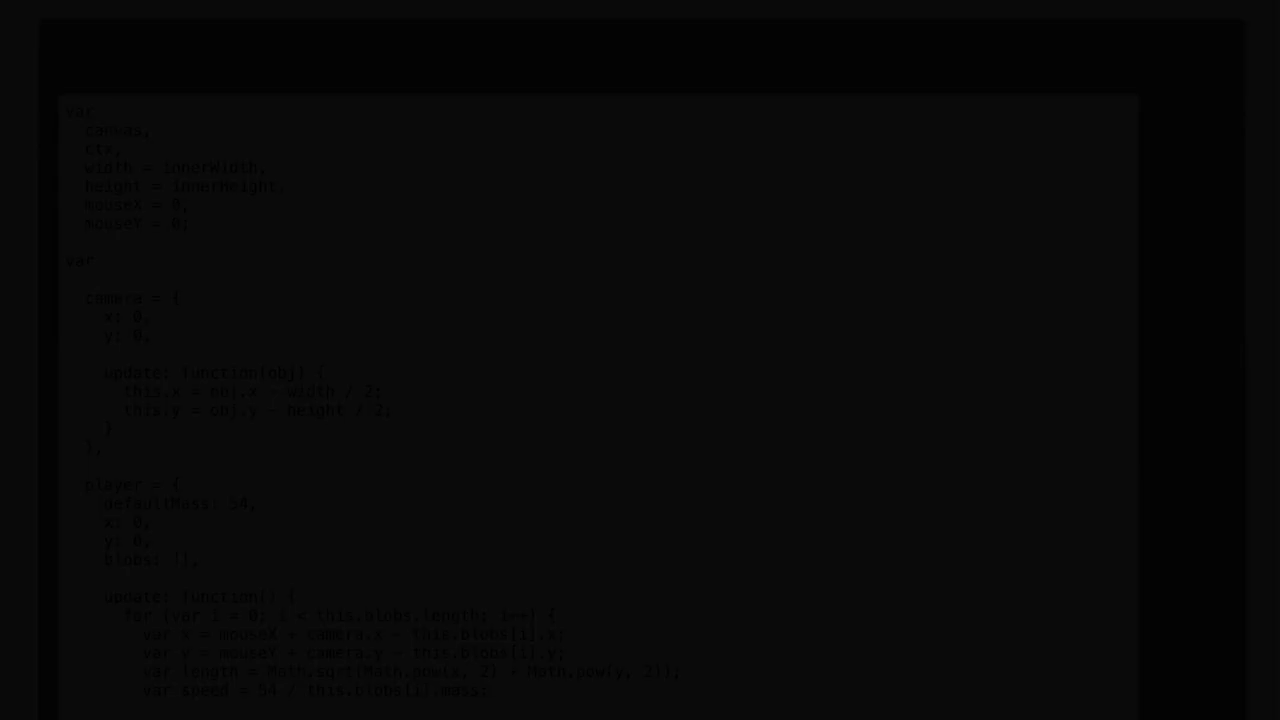 var
  canvas,
  ctx,
  width = innerWidth,
  height = innerHeight,
  mouseX = 0,
  mouseY = 0;
var
  camera = {
    x: 0,
    y: 0,
    update: function(obj) {
      this.x = obj.x - width / 2;
      this.y = obj.y - height / 2;
    }
  },
  player = {
    defaultMass: 54,
    x: 0,
    y: 0,
    blobs: [],
    update: function() {
      for (var i = 0; i < this.blobs.length; i++) {
        var x = mouseX + camera.x - this.blobs[i].x;
        var y = mouseY + camera.y - this.blobs[i].y;
        var length = Math.sqrt(Math.pow(x, 2) + Math.pow(y, 2));
        var speed = 54 / this.blobs[i].mass;